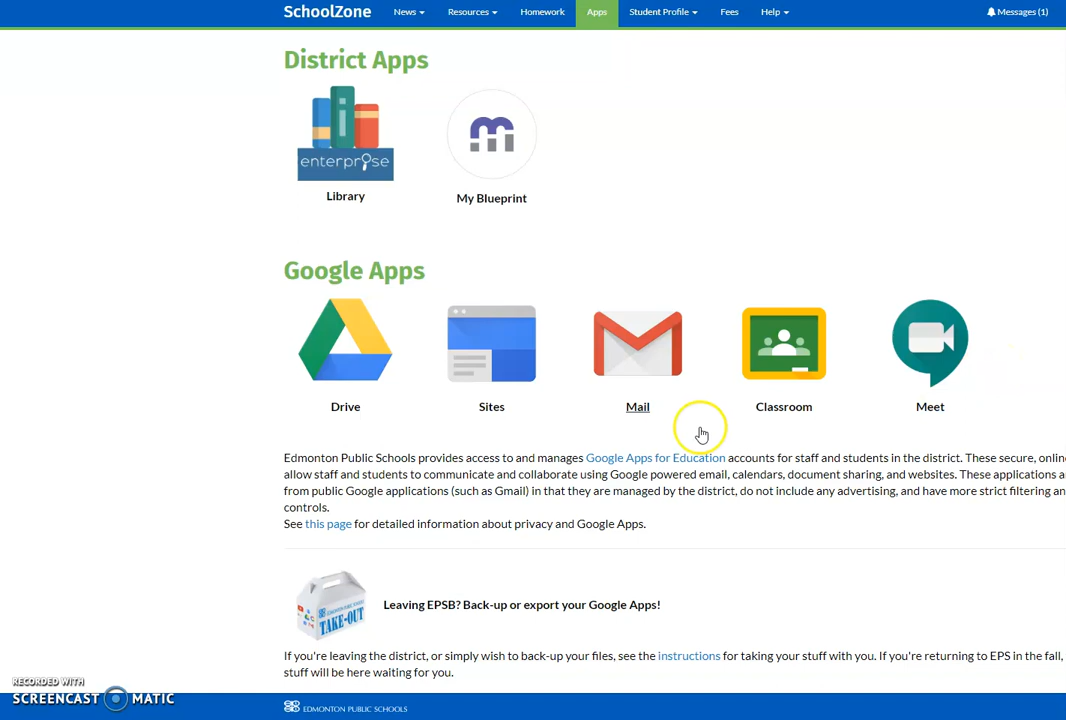 SchoolZone News Resources Homework Apps Student Profile Fees Help Messages (1)
District Apps
enterprise
Library
My Blueprint
Google Apps
Drive Sites Mail Classroom Meet
Edmonton Public Schools provides access to and manages Google Apps for Education accounts for staff and students in the district. These secure, onlin
allow staff and students to communicate and collaborate using Google powered email, calendars, document sharing, and websites. These applications a
from public Google applications (such as Gmail) in that they are managed by the district, do not include any advertising, and have more strict filtering an
controls.
See this page for detailed information about privacy and Google Apps.
TAKE-OUT
Leaving EPSB? Back-up or export your Google Apps!
If you're leaving the district, or simply wish to back-up your files, see the instructions for taking your stuff with you. If you're returning to EPS in the fall,
stuff will be here waiting for you.
RECORDED WITH
SCREENCAST MATIC
EDMONTON PUBLIC SCHOOLS